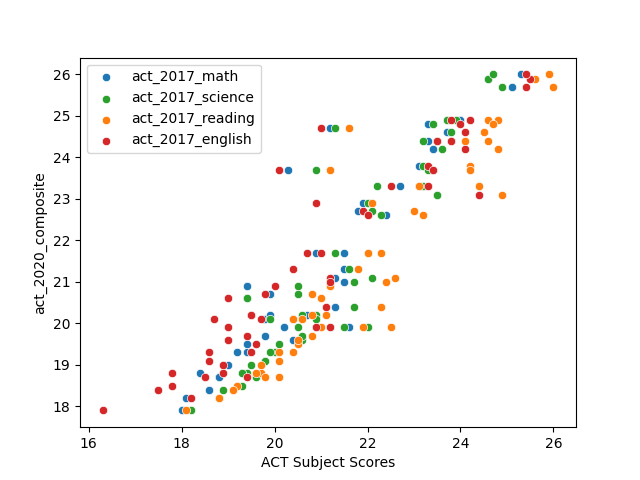 act_2017_math
act_2017_science
act_2017_reading
act_2017_english
26
25
24
23
22
21
20
19
18
act_2020_composite
16 18 20 22 24 26
ACT Subject Scores